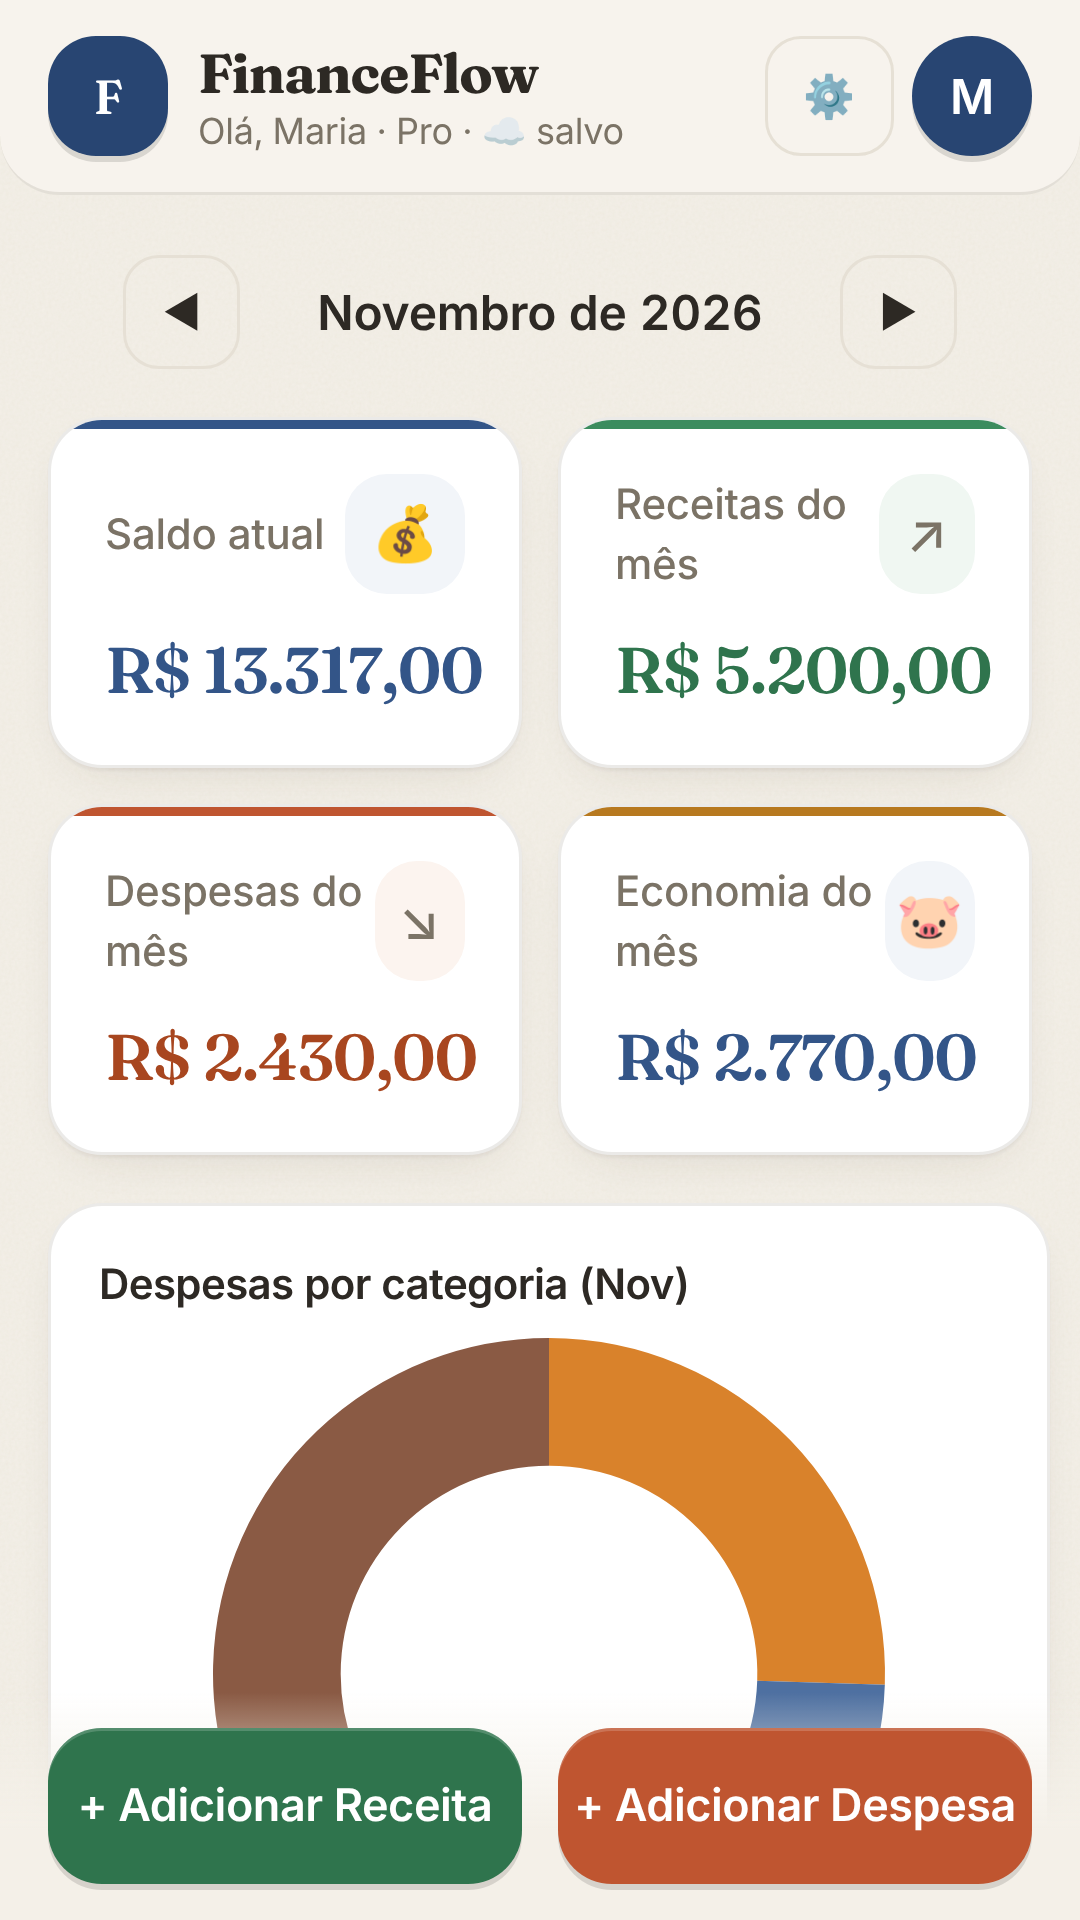 F
FinanceFlow
Olá, Maria · Pro · ☁️ salvo
⚙️
M
◀ Novembro de 2026 ▶
Saldo atual 💰
R$ 13.317,00
Receitas do
mês ↗
R$ 5.200,00
Despesas do
mês ↘
R$ 2.430,00
Economia do
mês 🐷
R$ 2.770,00
Despesas por categoria (Nov)
+ Adicionar Receita
+ Adicionar Despesa